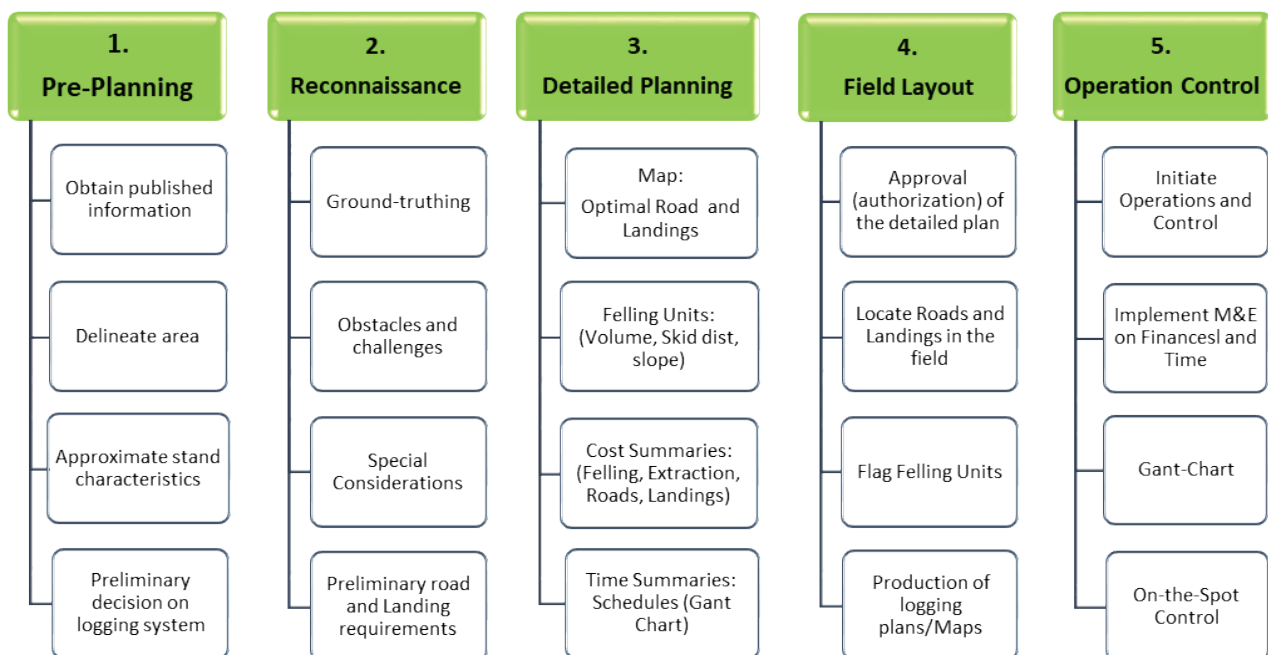 1.
Pre-Planning
Obtain published
information
Delineate area
Approximate stand
characteristics
Preliminary
decision on
logging system
2.
Reconnaissance
Ground-truthing
Obstacles and
challenges
Special
Considerations
Preliminary road
and Landing
requirements
3.
Detailed Planning
Map:
Optimal Road and
Landings
Felling Units:
(Volume, Skid dist,
slope)
Cost Summaries:
(Felling, Extraction,
Roads, Landings)
Time Summaries:
Schedules (Gant
Chart)
4.
Field Layout
Approval
(authorization) of
the detailed plan
Locate Roads and
Landings in the
field
Flag Felling Units
Production of
logging
plans/Maps
5.
Operation Control
Initiate
Operations and
Control
Implement M&E
on Financesl and
Time
Gant-Chart
On-the-Spot
Control